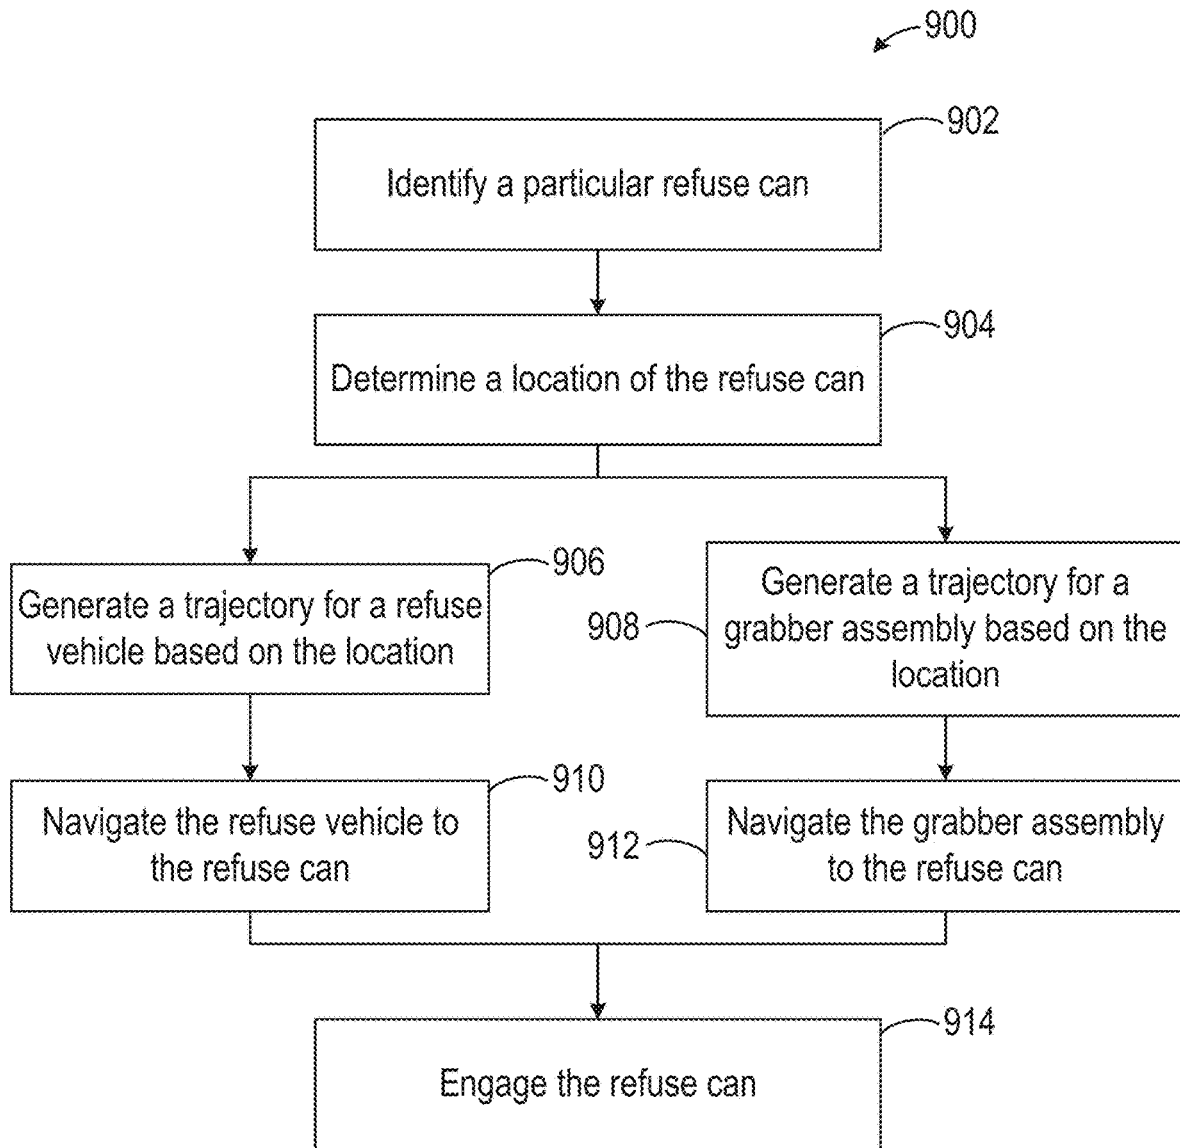 900
902
Identify a particular refuse can
904
Determine a location of the refuse can
906
Generate a trajectory for a refuse
vehicle based on the location
908
Generate a trajectory for a
grabber assembly based on the
location
910
Navigate the refuse vehicle to
the refuse can
912
Navigate the grabber assembly
to the refuse can
914
Engage the refuse can